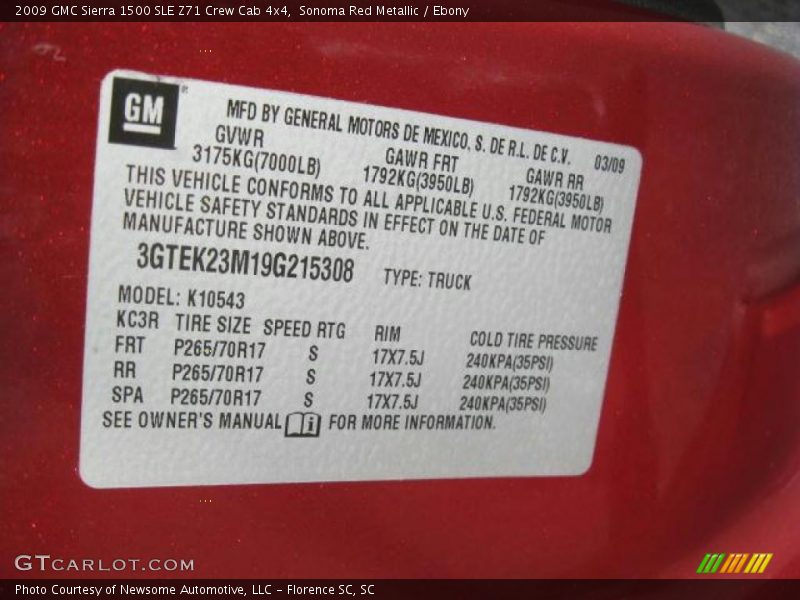 2009 GMC Sierra 1500 SLE Z71 Crew Cab 4x4, Sonoma Red Metallic / Ebony
GM ®
MFD BY GENERAL MOTORS DE MEXICO, S. DE R.L. DE C.V. 03/09
GVWR GAWR FRT GAWR RR
3175KG(7000LB) 1792KG(3950LB) 1792KG(3950LB)
THIS VEHICLE CONFORMS TO ALL APPLICABLE U.S. FEDERAL MOTOR
VEHICLE SAFETY STANDARDS IN EFFECT ON THE DATE OF
MANUFACTURE SHOWN ABOVE.
3GTEK23M19G215308 TYPE: TRUCK
MODEL: K10543
KC3R TIRE SIZE SPEED RTG RIM COLD TIRE PRESSURE
FRT P265/70R17 S 17X7.5J 240KPA(35PSI)
RR P265/70R17 S 17X7.5J 240KPA(35PSI)
SPA P265/70R17 S 17X7.5J 240KPA(35PSI)
SEE OWNER'S MANUAL i FOR MORE INFORMATION.
GTCARLOT.COM
Photo Courtesy of Newsome Automotive, LLC - Florence SC, SC